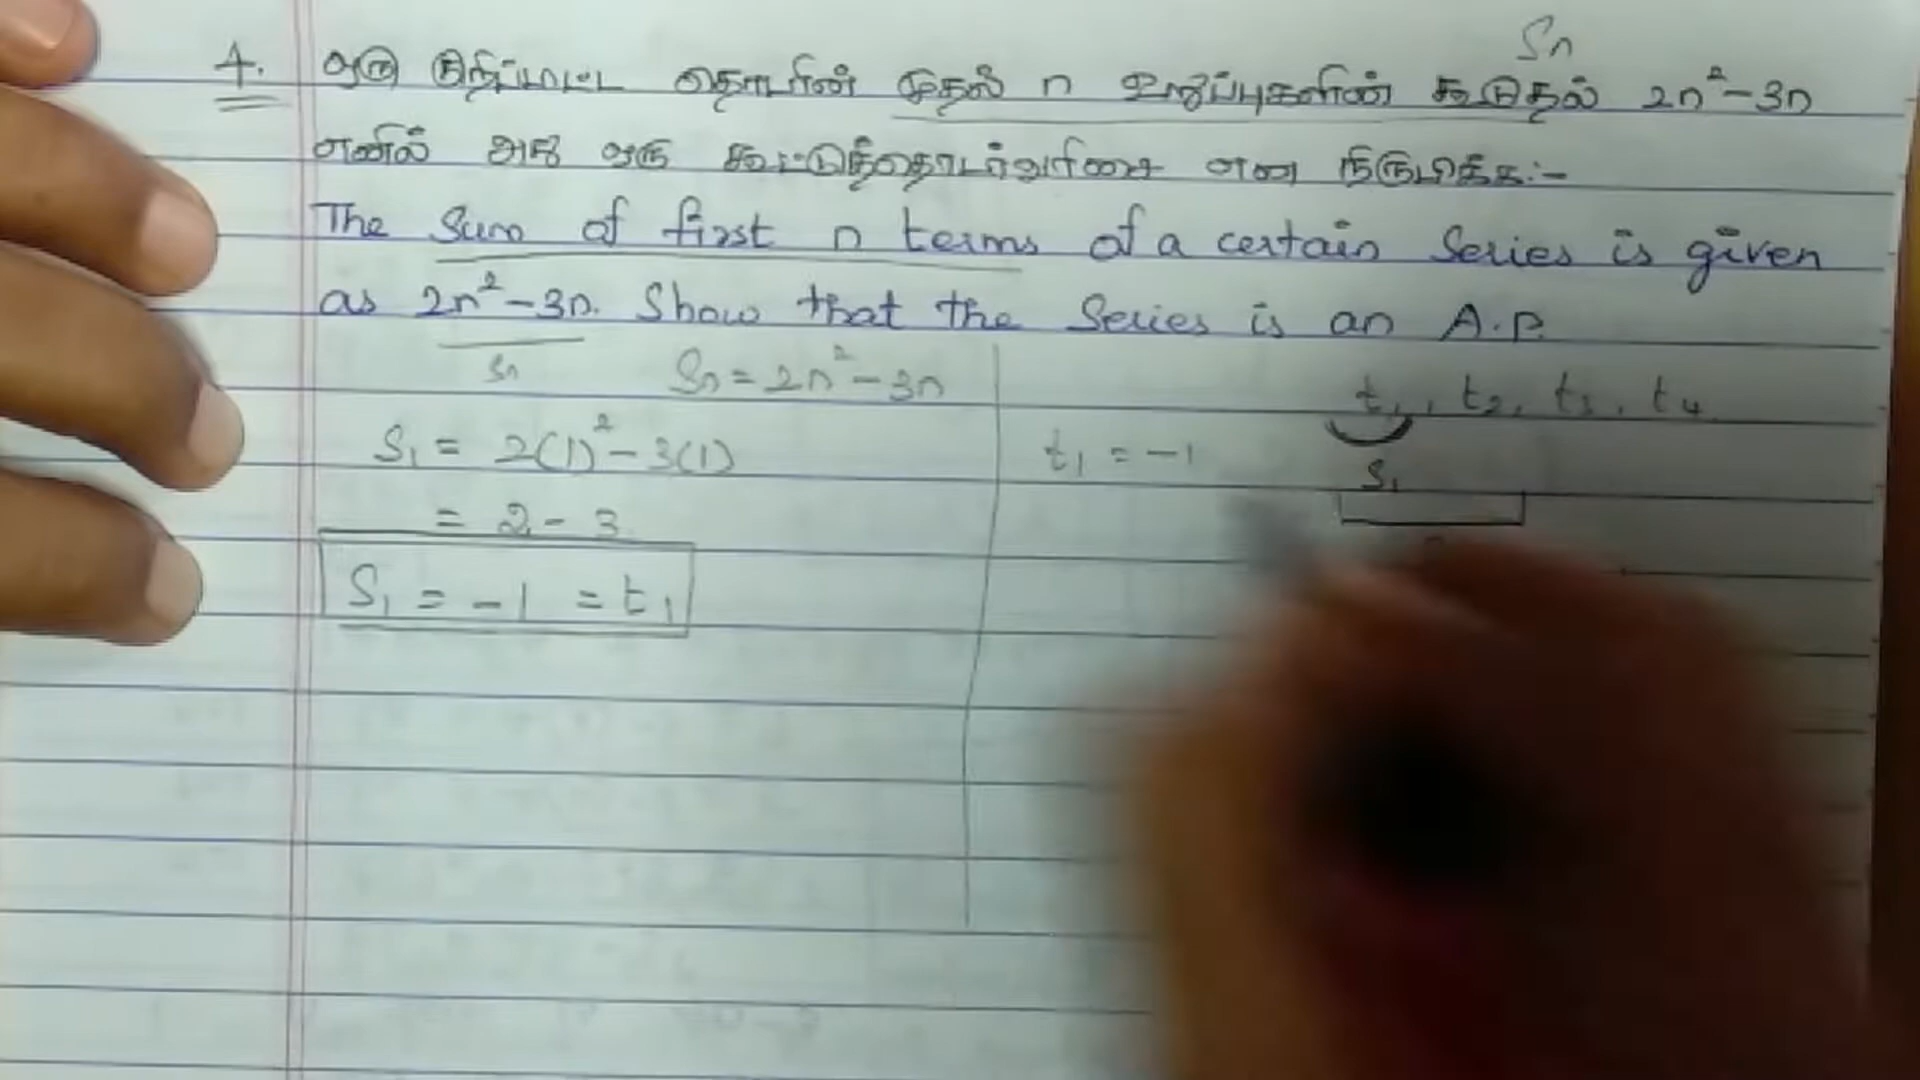 Sn
4. ஒரு குறிப்பிட்ட தொடரின் முதல் n உறுப்புகளின் கூடுதல் 2n² - 3n
எனில் அது ஒரு கூட்டுத்தொடர்வரிசை என நிரூபிக்க:-
The Sum of first n terms of a certain Series is given
as 2n² - 3n. Show that the Series is an A.P.
Sn
Sn = 2n² - 3n
S₁ = 2(1)² - 3(1)
= 2 - 3
S₁ = -1 = t₁
t₁, t₂, t₃, t₄
t₁ = -1
S₁